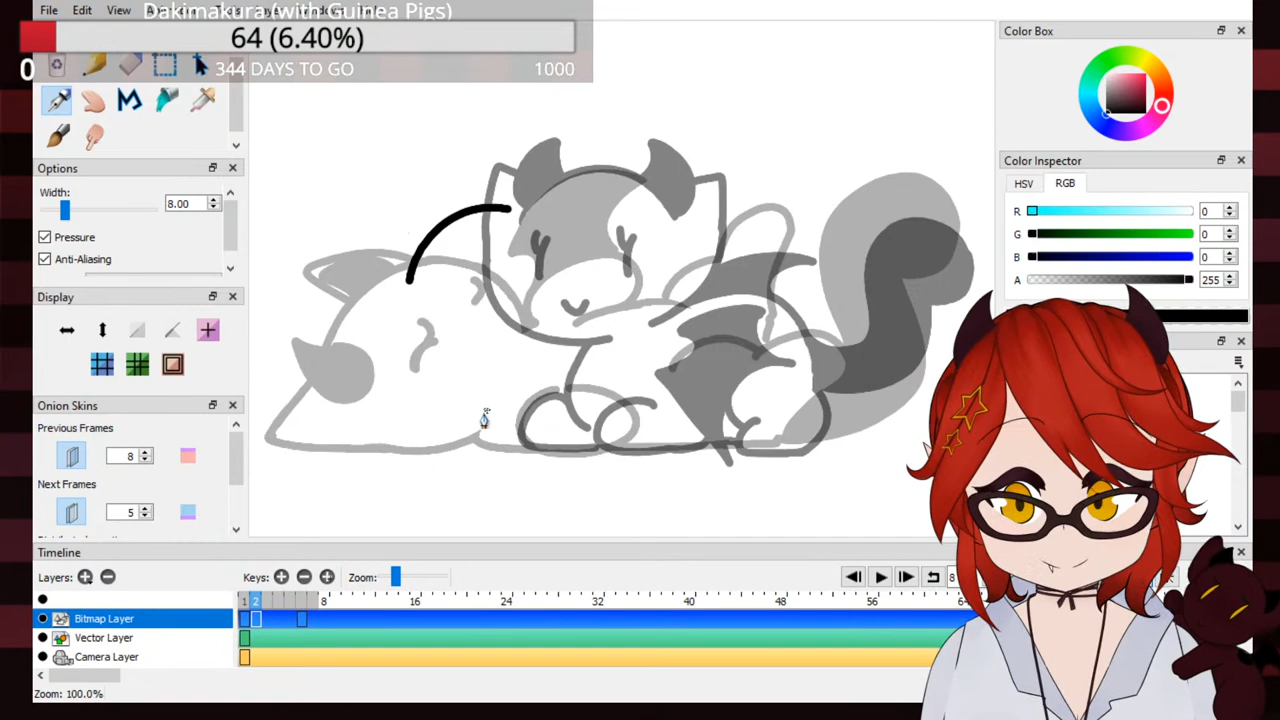 Dakimakura (with Guinea Pigs)
File Edit View
64 (6.40%)
0 344 DAYS TO GO 1000
Color Box
Options
Width:
8.00
Pressure
Anti-Aliasing
Display
Onion Skins
Previous Frames
8
Next Frames
5
Color Inspector
HSV RGB
R 0
G 0
B 0
A 255
Timeline
Layers: Keys: Zoom: 8
1 2 8 16 24 32 40 48 56 64
Bitmap Layer
Vector Layer
Camera Layer
Zoom: 100.0%